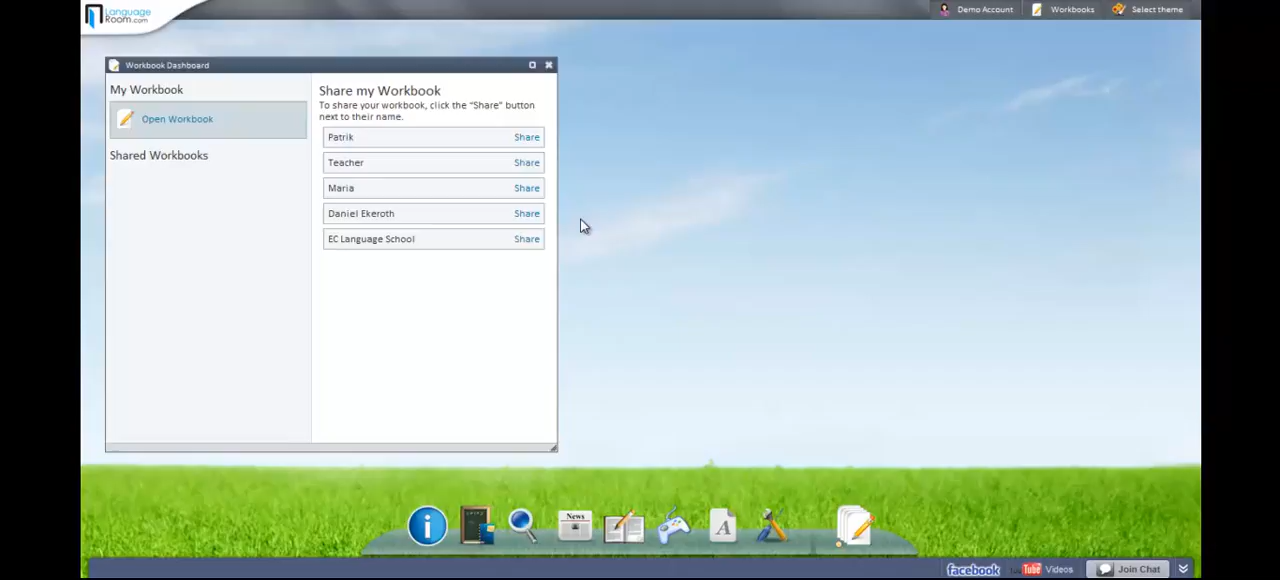 Language
Room.com
Demo Account
Workbooks
Select theme
Workbook Dashboard
My Workbook
Open Workbook
Shared Workbooks
Share my Workbook
To share your workbook, click the "Share" button
next to their name.
Patrik Share
Teacher Share
Maria Share
Daniel Ekeroth Share
EC Language School Share
News
A
facebook
Tube Videos
Join Chat